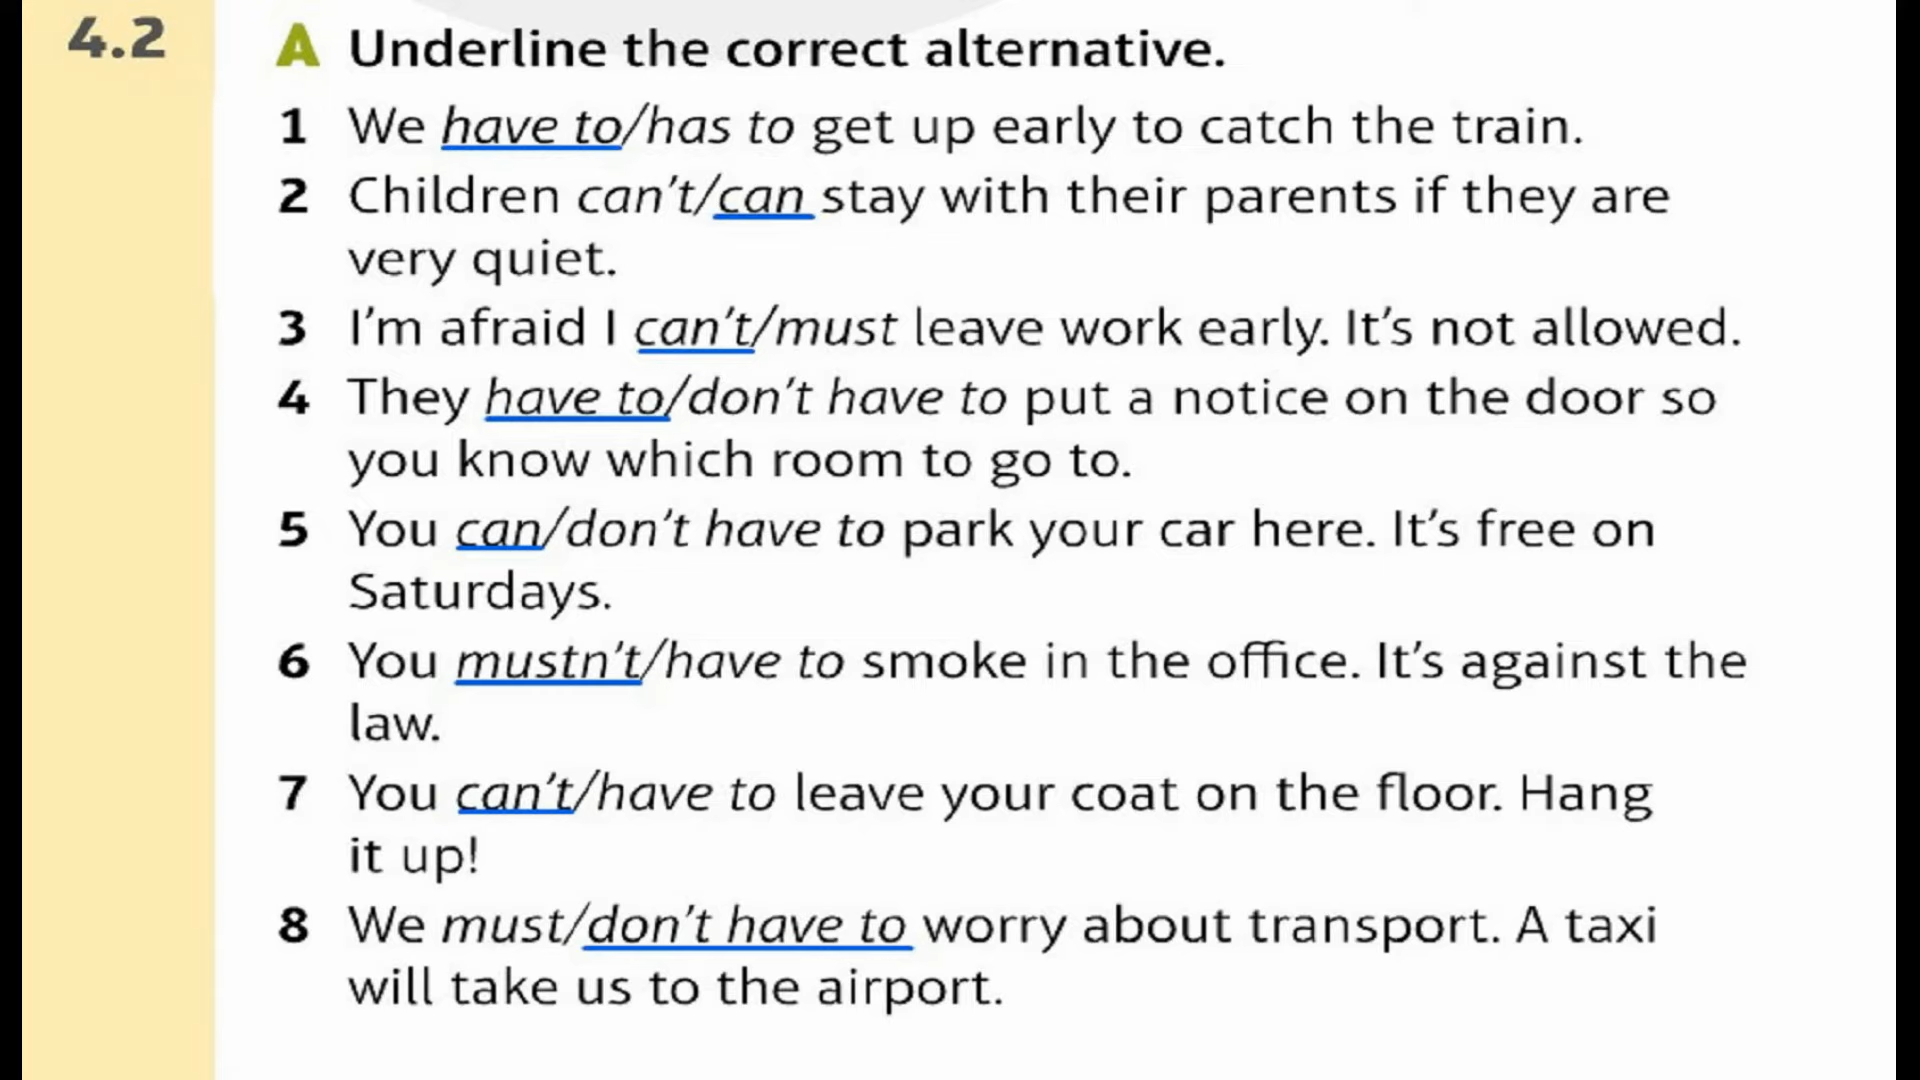 4.2
A Underline the correct alternative.
1 We have to/has to get up early to catch the train.
2 Children can't/can stay with their parents if they are
very quiet.
3 I'm afraid I can't/must leave work early. It's not allowed.
4 They have to/don't have to put a notice on the door so
you know which room to go to.
5 You can/don't have to park your car here. It's free on
Saturdays.
6 You mustn't/have to smoke in the office. It's against the
law.
7 You can't/have to leave your coat on the floor. Hang
it up!
8 We must/don't have to worry about transport. A taxi
will take us to the airport.